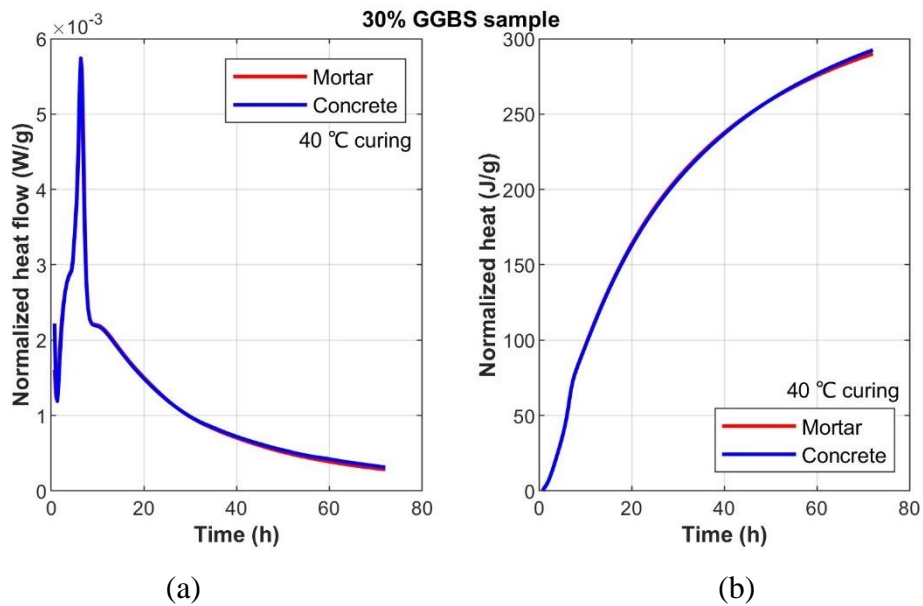 30% GGBS sample
×10⁻³
6
5
4
3
2
1
0
Normalized heat flow (W/g)
Mortar
Concrete
40 ℃ curing
0
20
40
60
80
Time (h)
(a)
300
250
200
150
100
50
0
Normalized heat (J/g)
40 ℃ curing
Mortar
Concrete
0
20
40
60
80
Time (h)
(b)